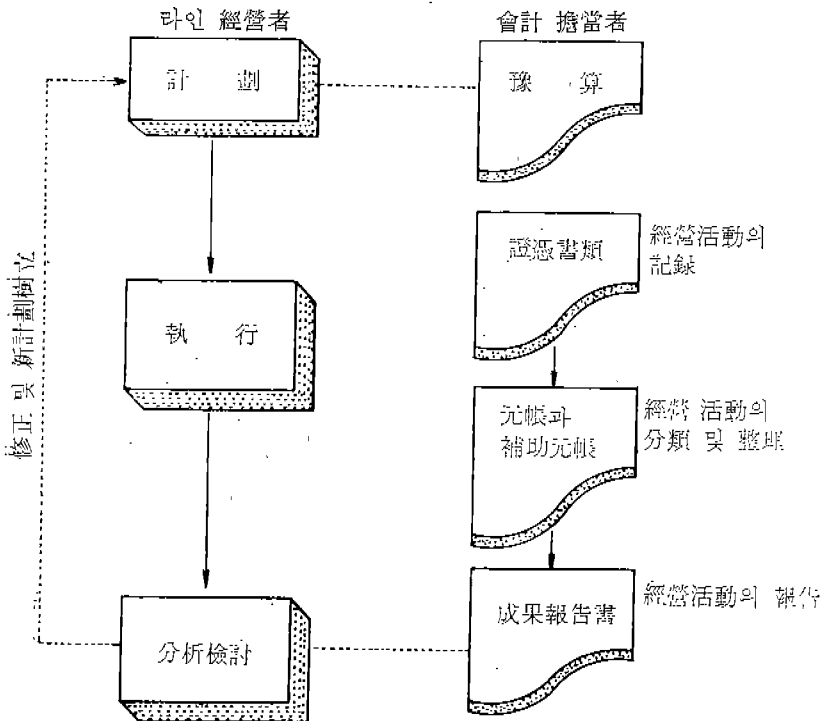 라인 經營者
會計 擔當者
計 劃
豫 算
證憑書類
經營活動의
記録
修正 및 新計劃樹立
執 行
元帳과
補助元帳
經營 活動의
分類 및 整理
分析檢討
成果報告書
經營活動의 報告